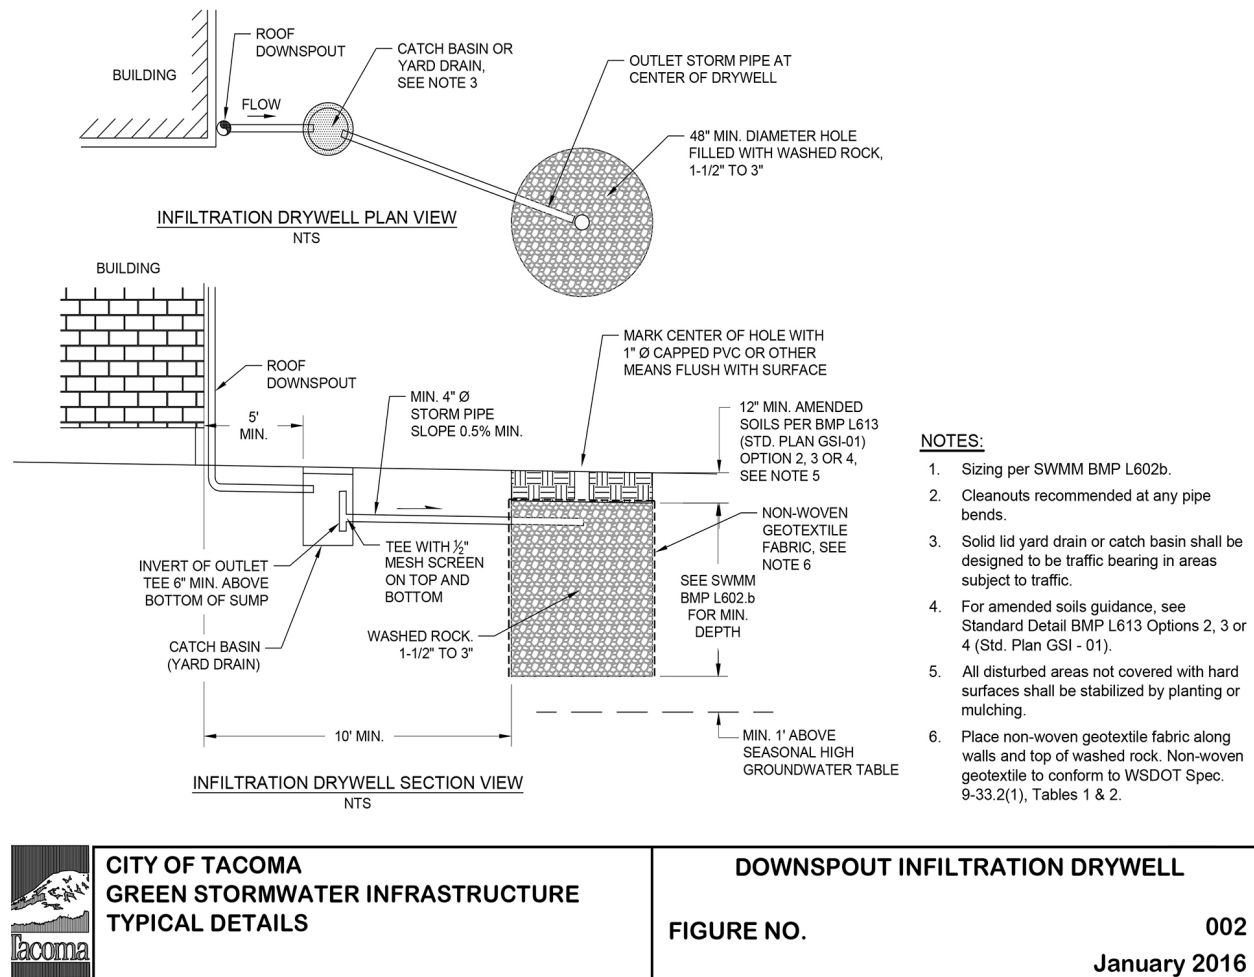 ROOF
DOWNSPOUT
CATCH BASIN OR
YARD DRAIN,
SEE NOTE 3
OUTLET STORM PIPE AT
CENTER OF DRYWELL
BUILDING
FLOW
48" MIN. DIAMETER HOLE
FILLED WITH WASHED ROCK,
1-1/2" TO 3"
INFILTRATION DRYWELL PLAN VIEW
NTS
BUILDING
MARK CENTER OF HOLE WITH
1" Ø CAPPED PVC OR OTHER
MEANS FLUSH WITH SURFACE
ROOF
DOWNSPOUT
MIN. 4" Ø
STORM PIPE
SLOPE 0.5% MIN.
5'
MIN.
12" MIN. AMENDED
SOILS PER BMP L613
(STD. PLAN GSI-01)
OPTION 2, 3 OR 4,
SEE NOTE 5
NON-WOVEN
GEOTEXTILE
FABRIC, SEE
NOTE 6
INVERT OF OUTLET
TEE 6" MIN. ABOVE
BOTTOM OF SUMP
TEE WITH ½"
MESH SCREEN
ON TOP AND
BOTTOM
SEE SWMM
BMP L602.b
FOR MIN.
DEPTH
CATCH BASIN
(YARD DRAIN)
WASHED ROCK.
1-1/2" TO 3"
10' MIN.
MIN. 1' ABOVE
SEASONAL HIGH
GROUNDWATER TABLE
INFILTRATION DRYWELL SECTION VIEW
NTS
NOTES:
1. Sizing per SWMM BMP L602b.
2. Cleanouts recommended at any pipe
bends.
3. Solid lid yard drain or catch basin shall be
designed to be traffic bearing in areas
subject to traffic.
4. For amended soils guidance, see
Standard Detail BMP L613 Options 2, 3 or
4 (Std. Plan GSI - 01).
5. All disturbed areas not covered with hard
surfaces shall be stabilized by planting or
mulching.
6. Place non-woven geotextile fabric along
walls and top of washed rock. Non-woven
geotextile to conform to WSDOT Spec.
9-33.2(1), Tables 1 & 2.
Tacoma
CITY OF TACOMA
GREEN STORMWATER INFRASTRUCTURE
TYPICAL DETAILS
DOWNSPOUT INFILTRATION DRYWELL
FIGURE NO. 002
January 2016